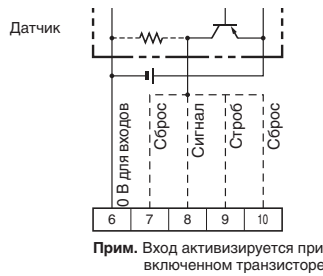 Датчик
0 В для входов
Сброс
Сигнал
Строб
Сброс
6 7 8 9 10
Прим. Вход активизируется при
включенном транзисторе